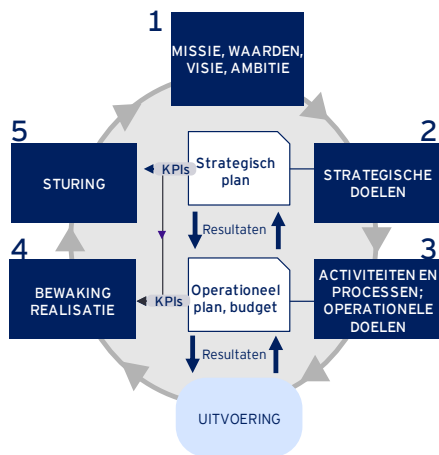 1
MISSIE, WAARDEN,
VISIE, AMBITIE
5
2
STURING
KPIs
Strategisch
plan
STRATEGISCHE
DOELEN
Resultaten
4
3
BEWAKING
REALISATIE
KPIs
Operationeel
plan, budget
ACTIVITEITEN EN
PROCESSEN;
OPERATIONELE
DOELEN
Resultaten
UITVOERING